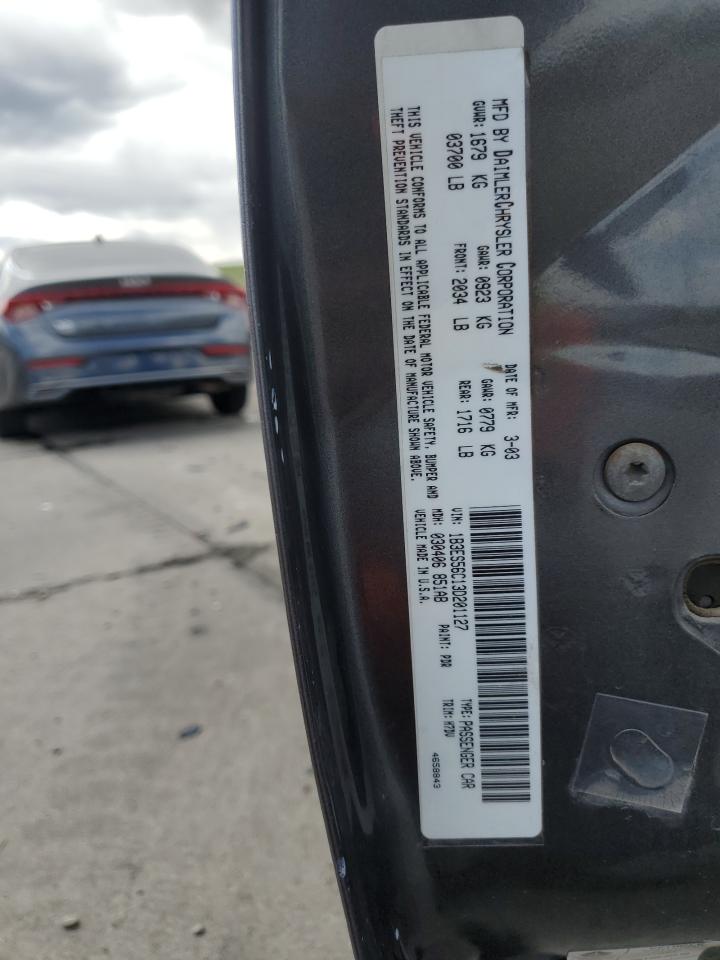 MFD BY DAIMLERCHRYSLER CORPORATION DATE OF MFR: 3-03
GVWR: 1679 KG GAWR: 0923 KG GAWR: 0779 KG
03700 LB FRONT: 2034 LB REAR: 1716 LB
THIS VEHICLE CONFORMS TO ALL APPLICABLE FEDERAL MOTOR VEHICLE SAFETY, BUMPER AND
THEFT PREVENTION STANDARDS IN EFFECT ON THE DATE OF MANUFACTURE SHOWN ABOVE.
VIN: 1B3ES56C13D201127 TYPE: PASSENGER CAR
MDH: 030406 851AB PAINT: PDR TRIM: M7DV
VEHICLE MADE IN U.S.A. 4658843